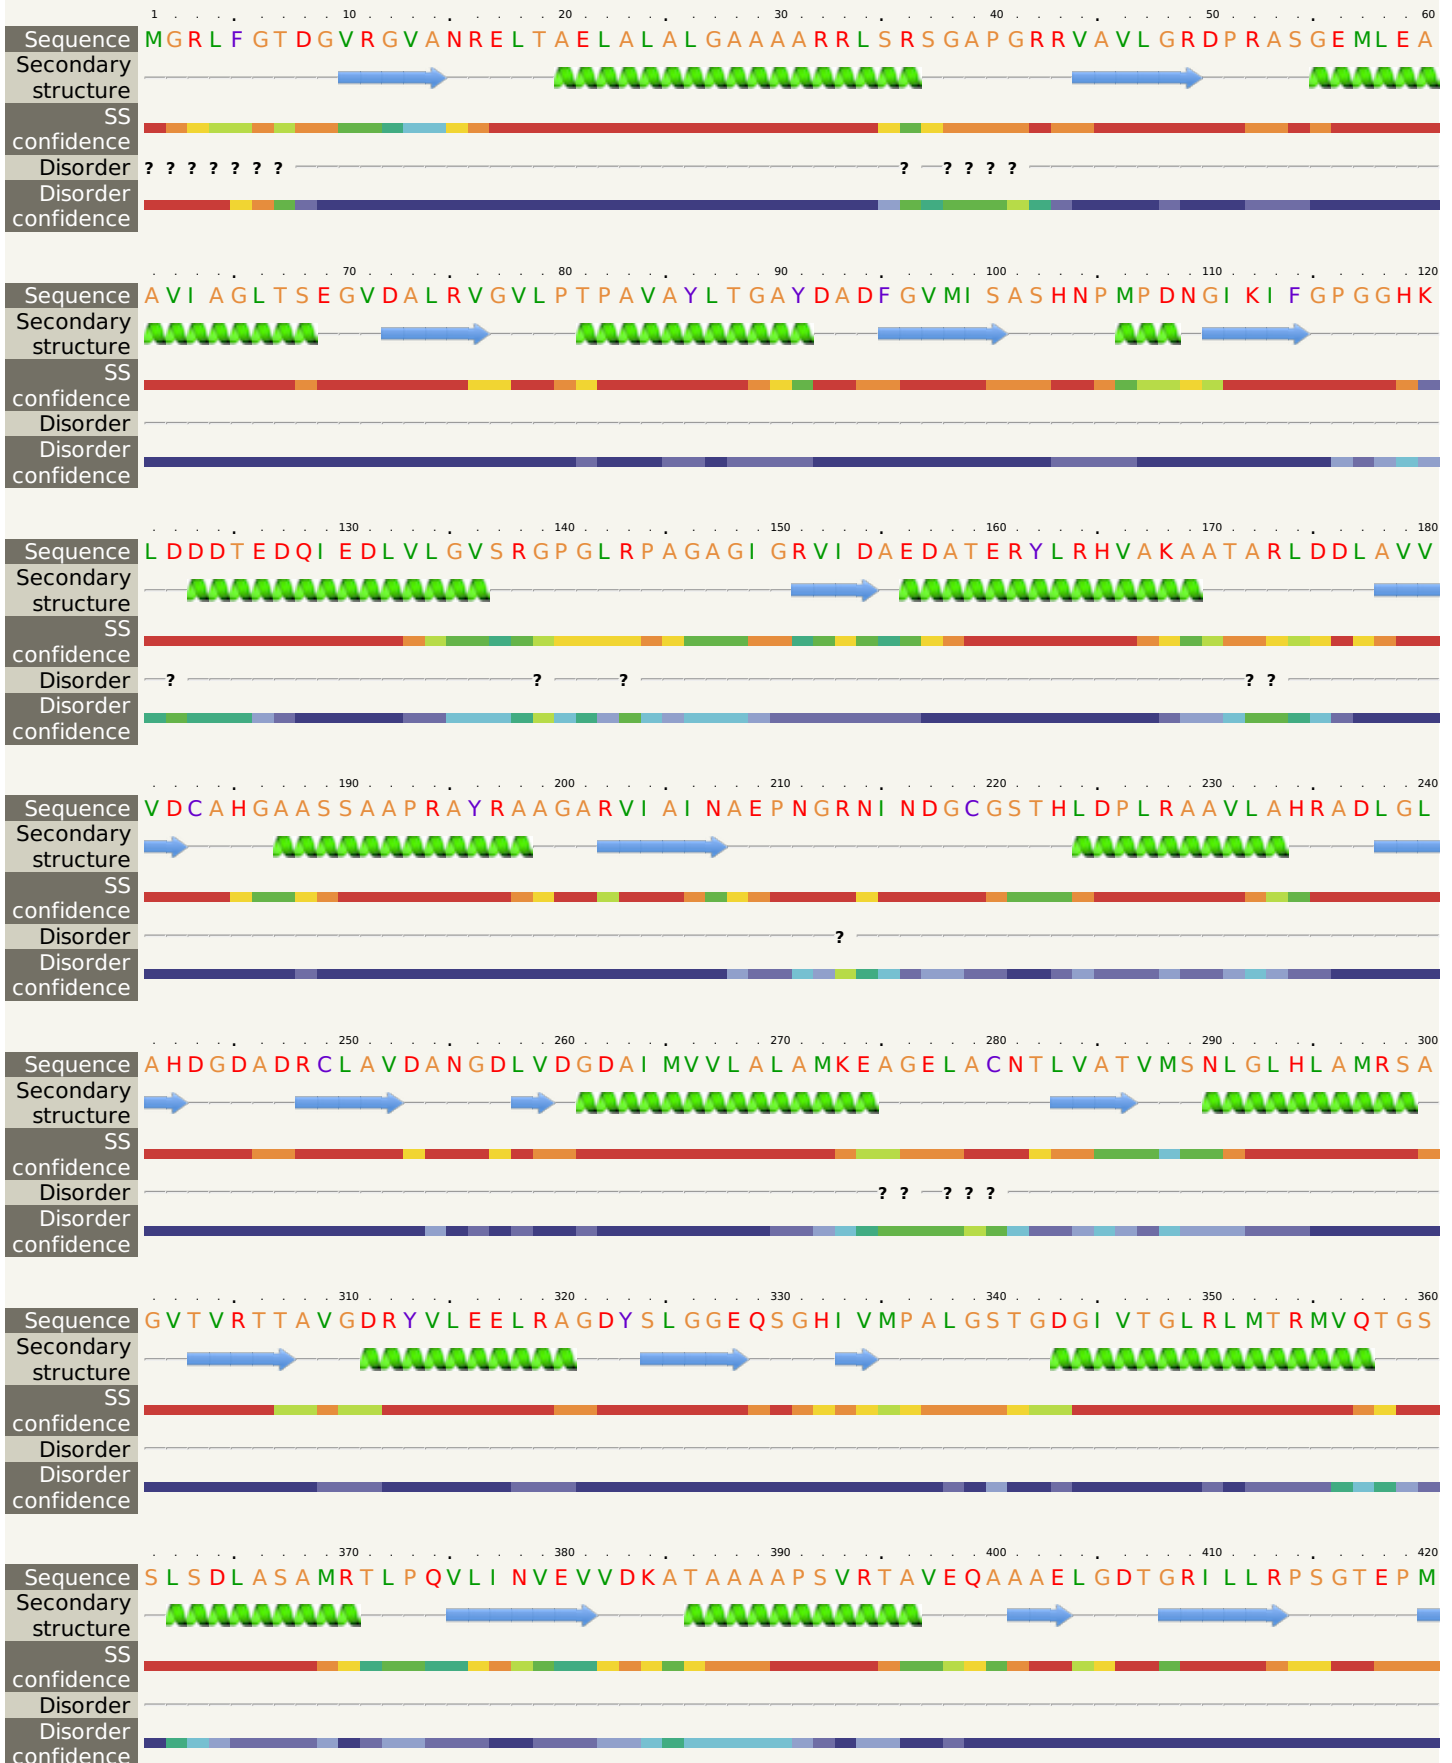 1 10 20 30 40 50 60
Sequence MGRLFGTDGVRGVANRELTAELALALGAAAARRLSRSGAPGRRVAVLGRDPRASGEMLEA
Secondary
structure
SS
confidence
Disorder ? ? ? ? ? ? ? ? ? ? ? ?
Disorder
confidence
70 80 90 100 110 120
Sequence AVIAGLTSEGVDALRVGVLPTPAVAYLTGAYDADFGVMISASHNPMPDNGIKIFGPGGHK
Secondary
structure
SS
confidence
Disorder
Disorder
confidence
130 140 150 160 170 180
Sequence LDDDTEDQIEDLVLGVSRGPGLRPAGAGIGRVIDAEDATERYLRHVAKAATARLDDLAVV
Secondary
structure
SS
confidence
Disorder ? ? ? ? ?
Disorder
confidence
190 200 210 220 230 240
Sequence VDCAHGAASSAAPRAYRAAGARVIAINAEPNGRNINDGCGSTHLDPLRAAVLAHRADLGL
Secondary
structure
SS
confidence
Disorder ?
Disorder
confidence
250 260 270 280 290 300
Sequence AHDGDADRCLAVDANGDLVDGDAIMVVLALAMKEAGELACNTLVATVMSNLGLHLAMRSA
Secondary
structure
SS
confidence
Disorder ? ? ? ? ?
Disorder
confidence
310 320 330 340 350 360
Sequence GVTVRTTAVGDRYVLEELRAGDYSLGGEQSGHIVMPALGSTGDGIVTGLRLMTRMVQTGS
Secondary
structure
SS
confidence
Disorder
Disorder
confidence
370 380 390 400 410 420
Sequence SLSDLASAMRTLPQVLINVEVVDKATAAAAPSVRTAVEQAAAELGDTGRILLRPSGTEPM
Secondary
structure
SS
confidence
Disorder
Disorder
confidence